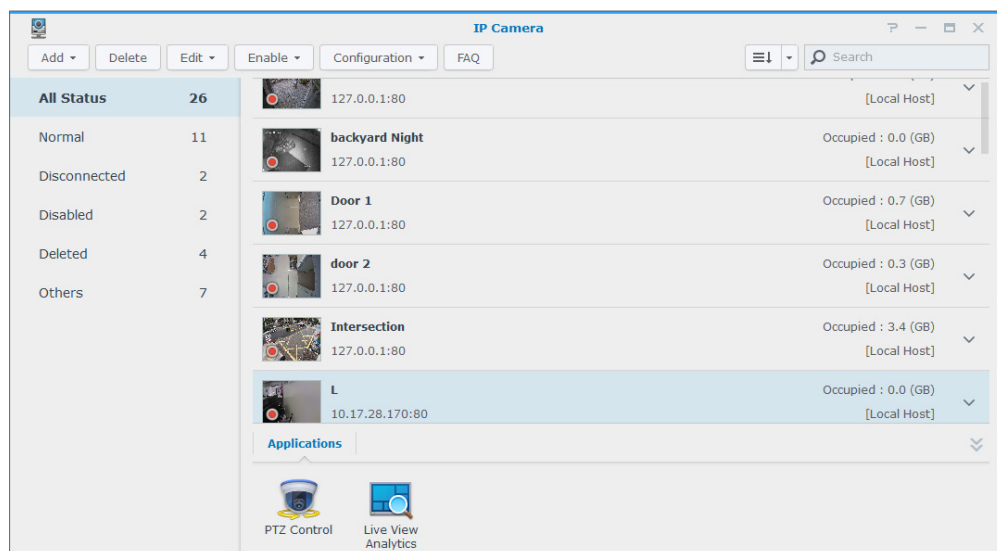 IP Camera
Add Delete Edit Enable Configuration FAQ Search
All Status 26
Normal 11
Disconnected 2
Disabled 2
Deleted 4
Others 7
127.0.0.1:80 [Local Host]
backyard Night Occupied : 0.0 (GB)
127.0.0.1:80 [Local Host]
Door 1 Occupied : 0.7 (GB)
127.0.0.1:80 [Local Host]
door 2 Occupied : 0.3 (GB)
127.0.0.1:80 [Local Host]
Intersection Occupied : 3.4 (GB)
127.0.0.1:80 [Local Host]
L Occupied : 0.0 (GB)
10.17.28.170:80 [Local Host]
Applications
PTZ Control
Live View
Analytics